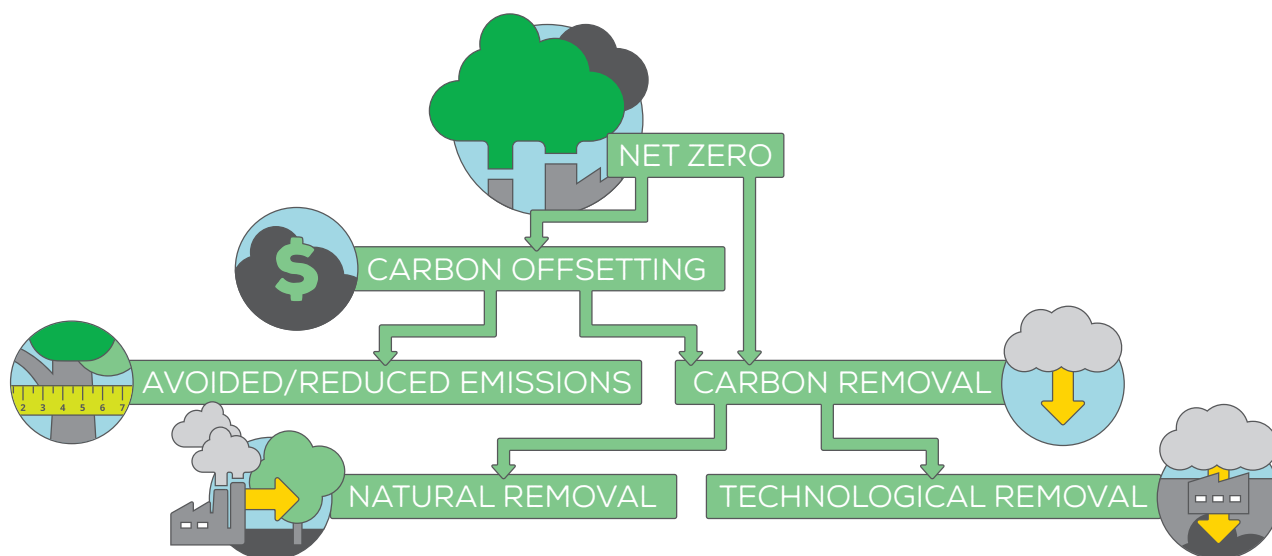 NET ZERO
$
CARBON OFFSETTING
AVOIDED/REDUCED EMISSIONS
CARBON REMOVAL
2 3 4 5 6 7
NATURAL REMOVAL
TECHNOLOGICAL REMOVAL